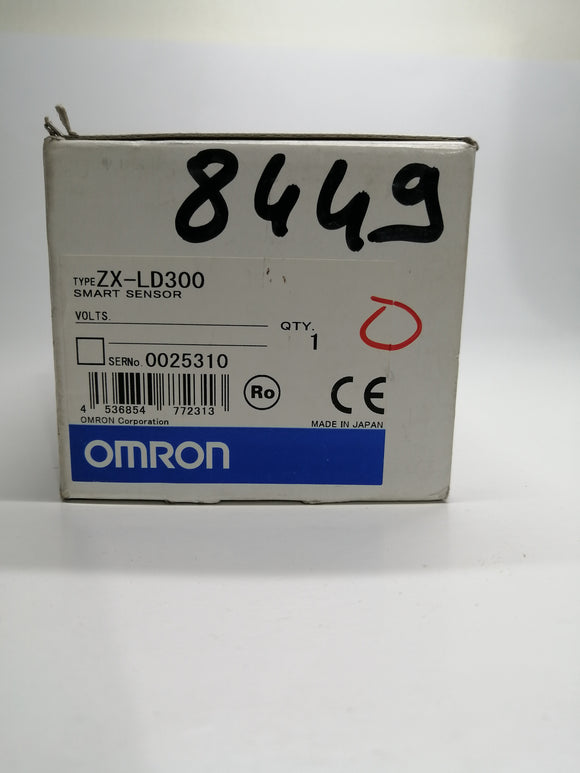 8449
TYPE ZX-LD300
SMART SENSOR
VOLTS.
QTY.
1
SERNo. 0025310
4 536854 772313
Ro
CE
OMRON Corporation
MADE IN JAPAN
OMRON